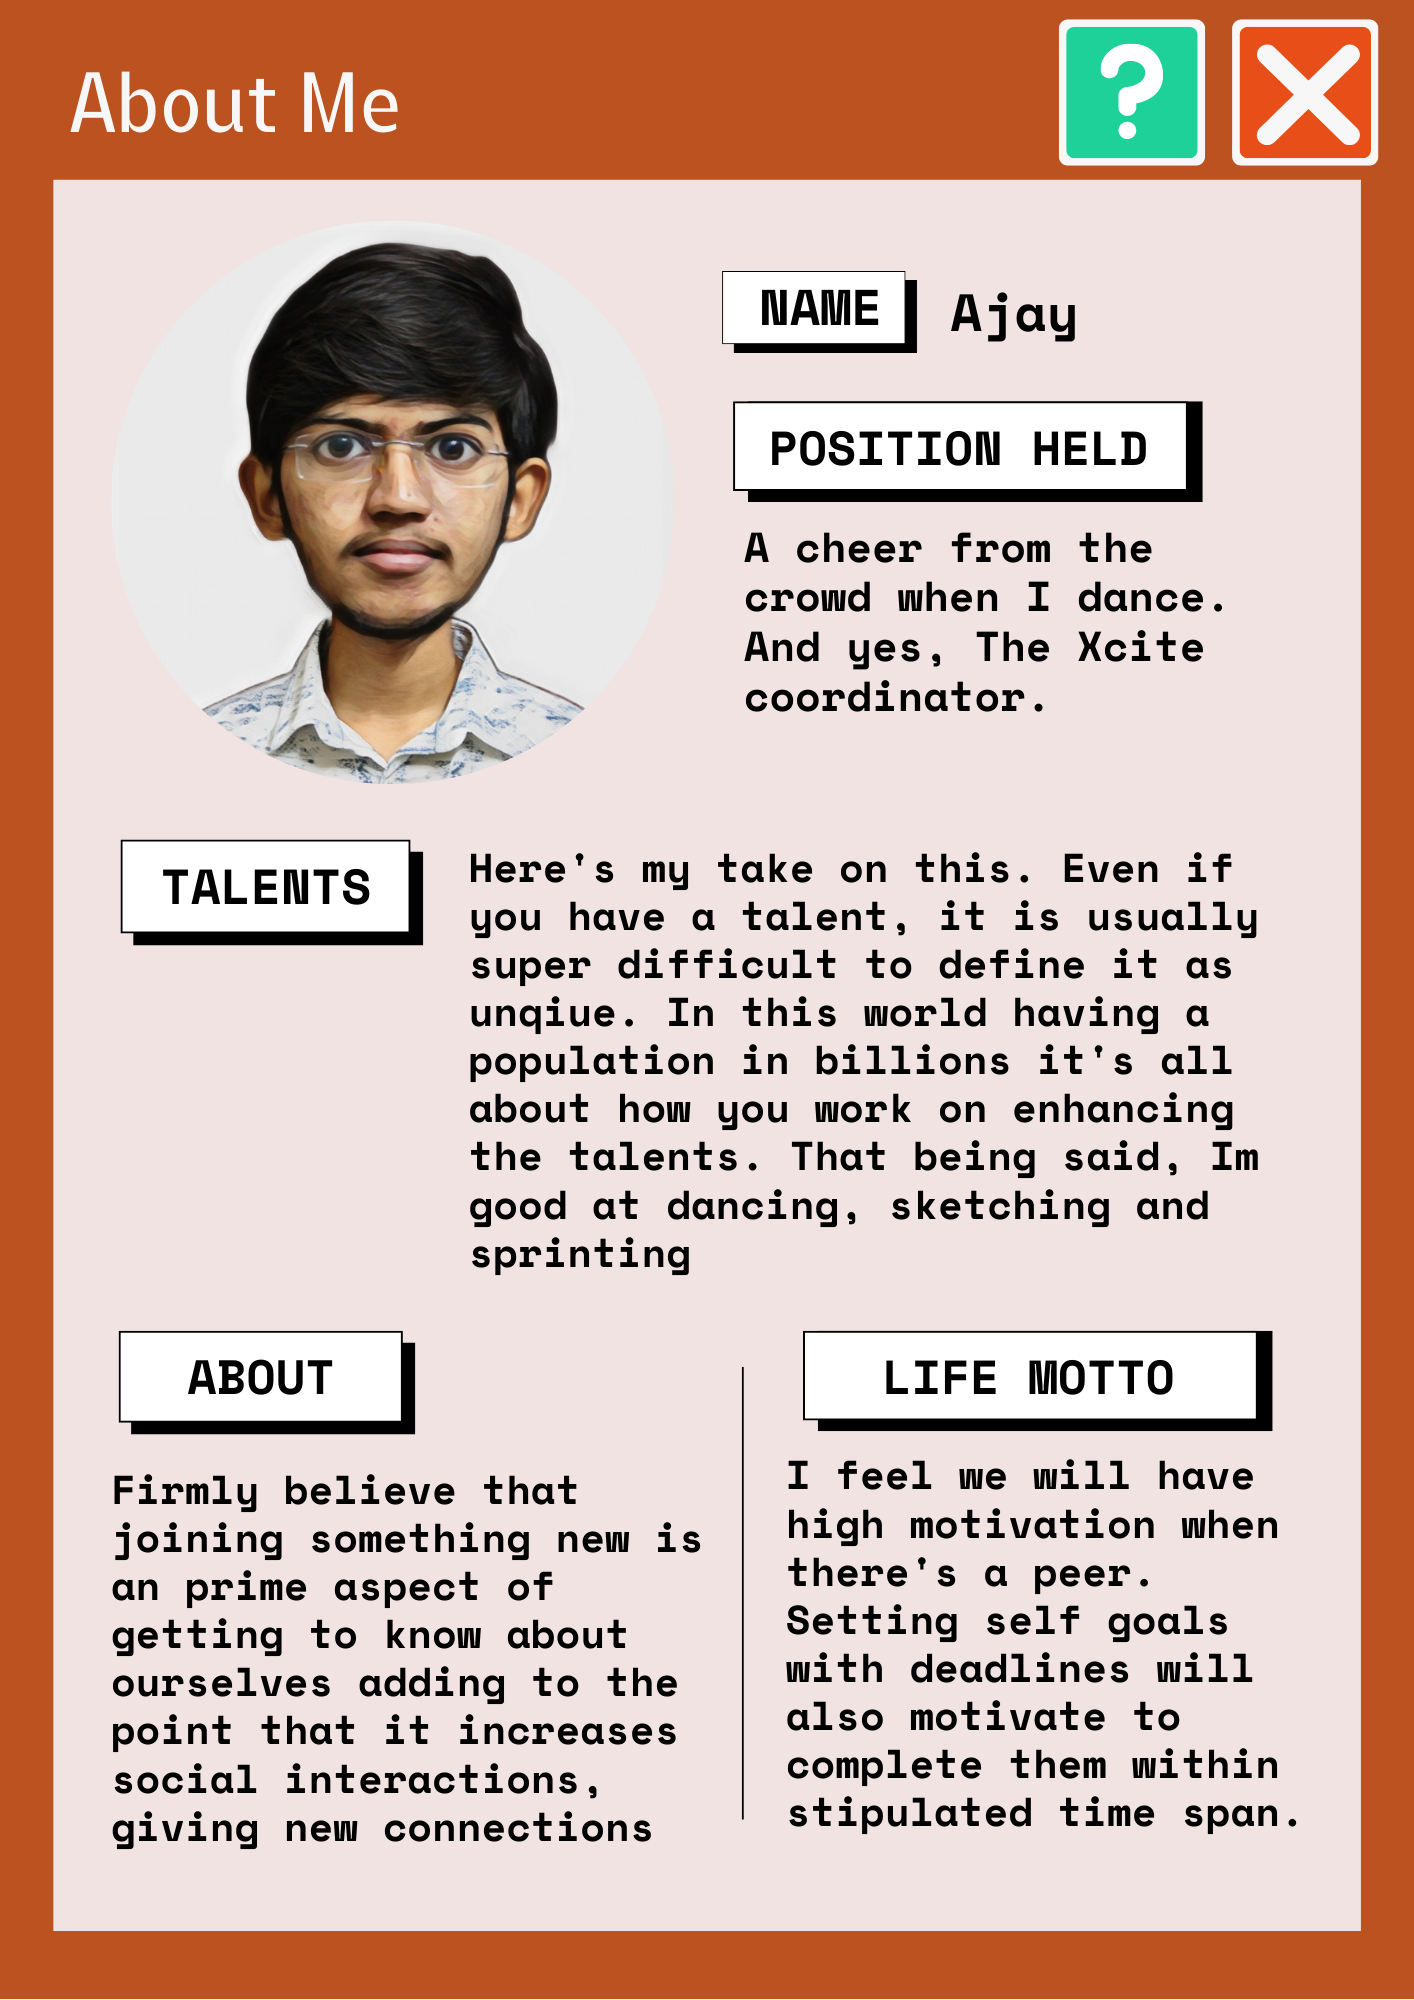 About Me
?
NAME
Ajay
POSITION HELD
A cheer from the
crowd when I dance.
And yes, The Xcite
coordinator.
TALENTS
Here's my take on this. Even if
you have a talent, it is usually
super difficult to define it as
unqiue. In this world having a
population in billions it's all
about how you work on enhancing
the talents. That being said, Im
good at dancing, sketching and
sprinting
ABOUT
Firmly believe that
joining something new is
an prime aspect of
getting to know about
ourselves adding to the
point that it increases
social interactions,
giving new connections
LIFE MOTTO
I feel we will have
high motivation when
there's a peer.
Setting self goals
with deadlines will
also motivate to
complete them within
stipulated time span.